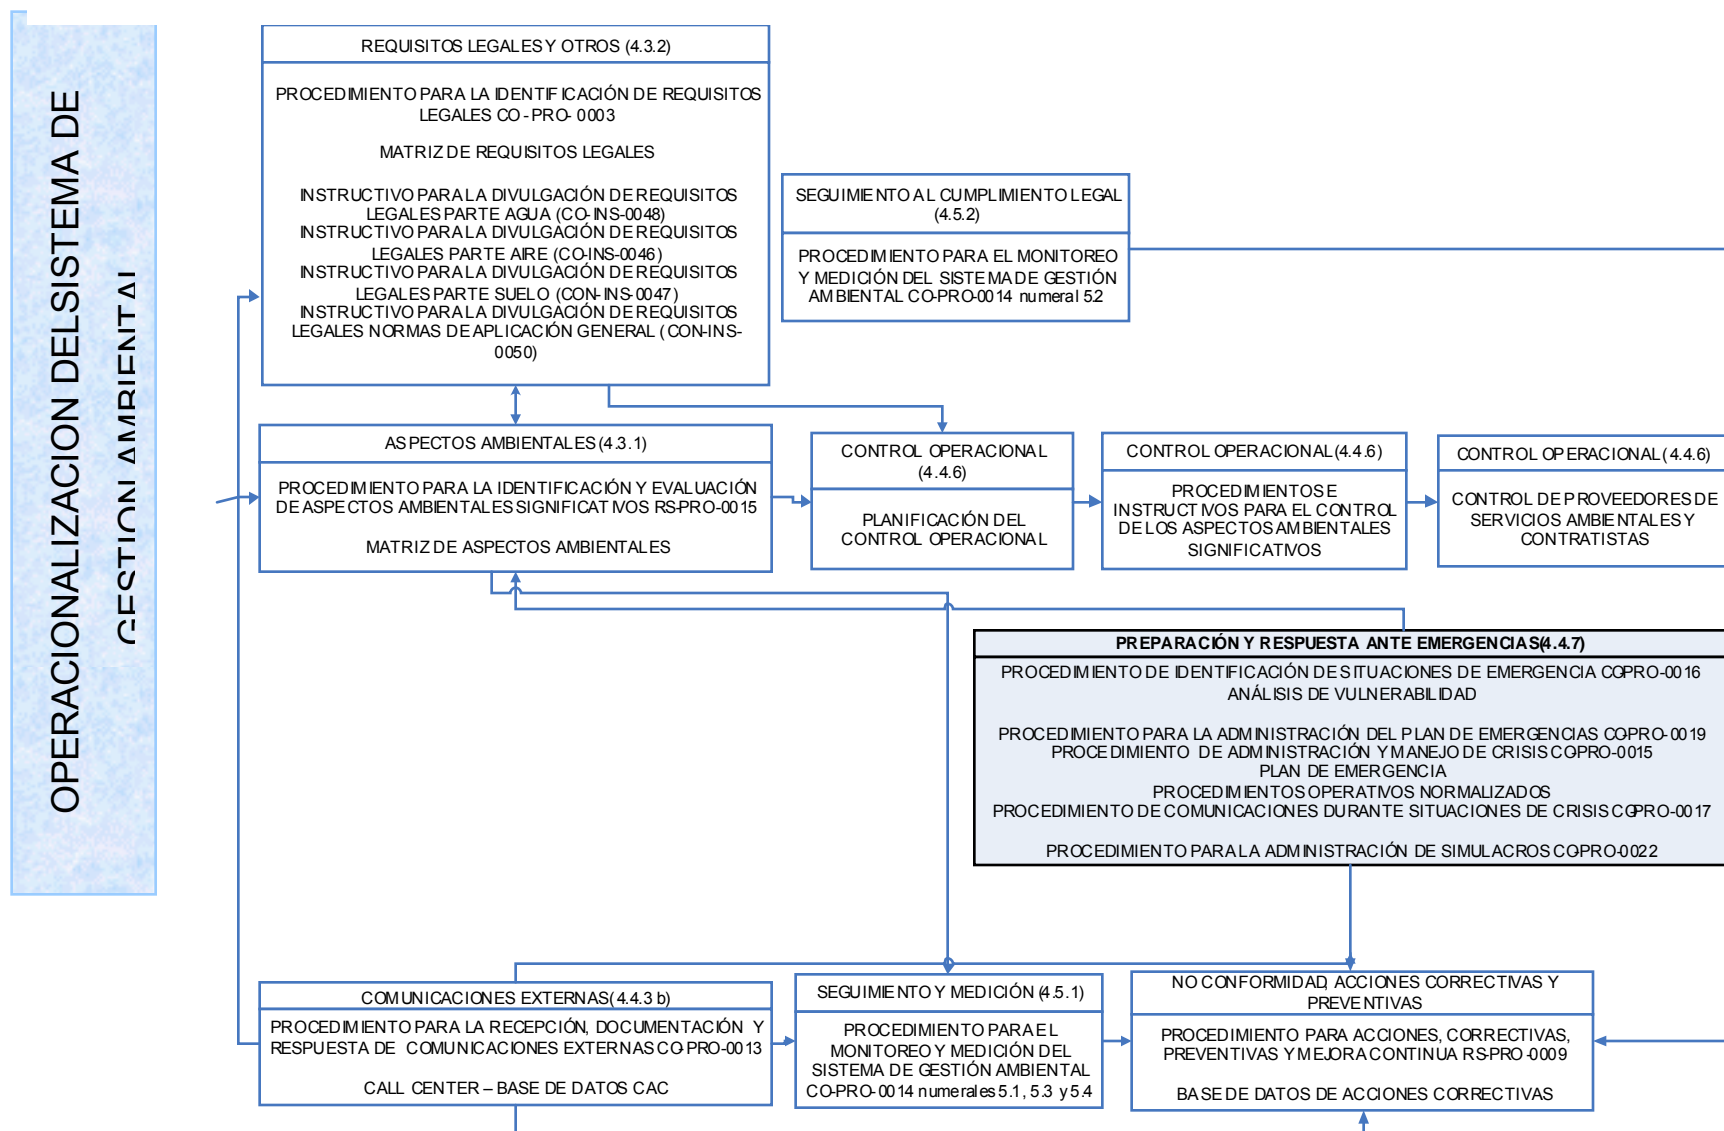 OPERACIONALIZACION DEL SISTEMA DE
GESTION AMBIENTAL
REQUISITOS LEGALES Y OTROS (4.3.2)
PROCEDIMIENTO PARA LA IDENTIFICACIÓN DE REQUISITOS
LEGALES CO - PRO- 0003
MATRIZ DE REQUISITOS LEGALES
INSTRUCTIVO PARA LA DIVULGACIÓN DE REQUISITOS
LEGALES PARTE AGUA (CO-INS-0048)
INSTRUCTIVO PARA LA DIVULGACIÓN DE REQUISITOS
LEGALES PARTE AIRE (CO-INS-0046)
INSTRUCTIVO PARA LA DIVULGACIÓN DE REQUISITOS
LEGALES PARTE SUELO (CON-INS-0047)
INSTRUCTIVO PARA LA DIVULGACIÓN DE REQUISITOS
LEGALES NORMAS DE APLICACIÓN GENERAL (CON-INS-
0050)
SEGUIMIENTO AL CUMPLIMIENTO LEGAL
(4.5.2)
PROCEDIMIENTO PARA EL MONITOREO
Y MEDICIÓN DEL SISTEMA DE GESTIÓN
AMBIENTAL CO-PRO-0014 numeral 5.2
ASPECTOS AMBIENTALES (4.3.1)
PROCEDIMIENTO PARA LA IDENTIFICACIÓN Y EVALUACIÓN
DE ASPECTOS AMBIENTALES SIGNIFICATIVOS RS-PRO-0015
MATRIZ DE ASPECTOS AMBIENTALES
CONTROL OPERACIONAL
(4.4.6)
PLANIFICACIÓN DEL
CONTROL OPERACIONAL
CONTROL OPERACIONAL (4.4.6)
PROCEDIMIENTOS E
INSTRUCTIVOS PARA EL CONTROL
DE LOS ASPECTOS AMBIENTALES
SIGNIFICATIVOS
CONTROL OPERACIONAL (4.4.6)
CONTROL DE PROVEEDORES DE
SERVICIOS AMBIENTALES Y
CONTRATISTAS
PREPARACIÓN Y RESPUESTA ANTE EMERGENCIAS(4.4.7)
PROCEDIMIENTO DE IDENTIFICACIÓN DE SITUACIONES DE EMERGENCIA CO-PRO-0016
ANÁLISIS DE VULNERABILIDAD
PROCEDIMIENTO PARA LA ADMINISTRACIÓN DEL PLAN DE EMERGENCIAS CO-PRO-0019
PROCEDIMIENTO DE ADMINISTRACIÓN Y MANEJO DE CRISIS CO-PRO-0015
PLAN DE EMERGENCIA
PROCEDIMIENTOS OPERATIVOS NORMALIZADOS
PROCEDIMIENTO DE COMUNICACIONES DURANTE SITUACIONES DE CRISIS CO-PRO-0017
PROCEDIMIENTO PARA LA ADMINISTRACIÓN DE SIMULACROS CO-PRO-0022
COMUNICACIONES EXTERNAS (4.4.3 b)
PROCEDIMIENTO PARA LA RECEPCIÓN, DOCUMENTACIÓN Y
RESPUESTA DE COMUNICACIONES EXTERNAS CO-PRO-0013
CALL CENTER – BASE DE DATOS CAC
SEGUIMIENTO Y MEDICIÓN (4.5.1)
PROCEDIMIENTO PARA EL
MONITOREO Y MEDICIÓN DEL
SISTEMA DE GESTIÓN AMBIENTAL
CO-PRO-0014 numerales 5.1, 5.3 y 5.4
NO CONFORMIDAD, ACCIONES CORRECTIVAS Y
PREVENTIVAS
PROCEDIMIENTO PARA ACCIONES, CORRECTIVAS,
PREVENTIVAS Y MEJORA CONTINUA RS-PRO-0009
BASE DE DATOS DE ACCIONES CORRECTIVAS